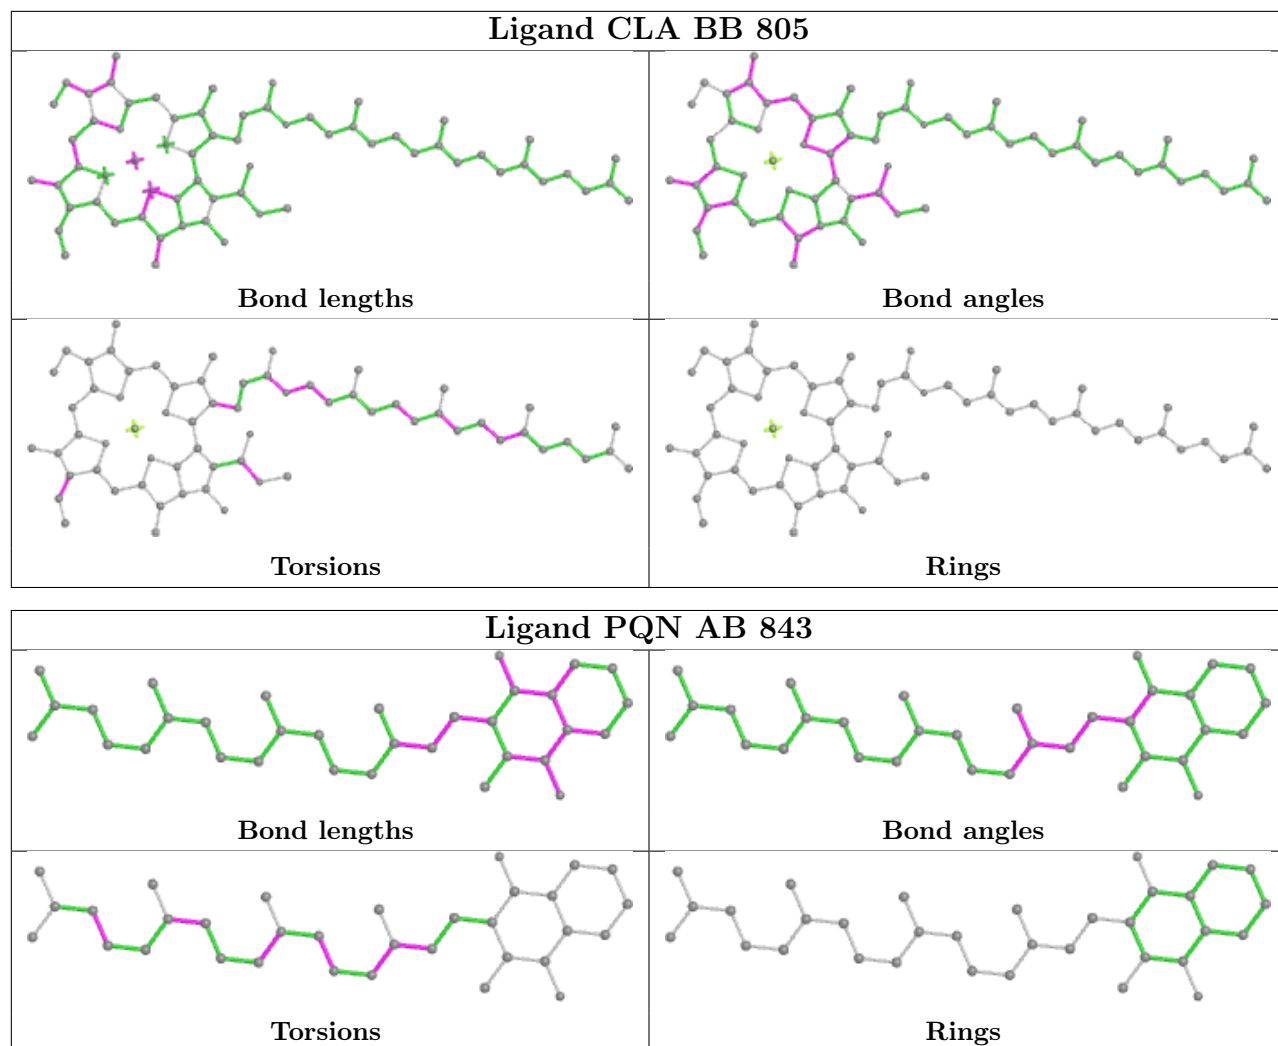 Ligand CLA BB 805
Bond lengths
Bond angles
Torsions
Rings
Ligand PQN AB 843
Bond lengths
Bond angles
Torsions
Rings